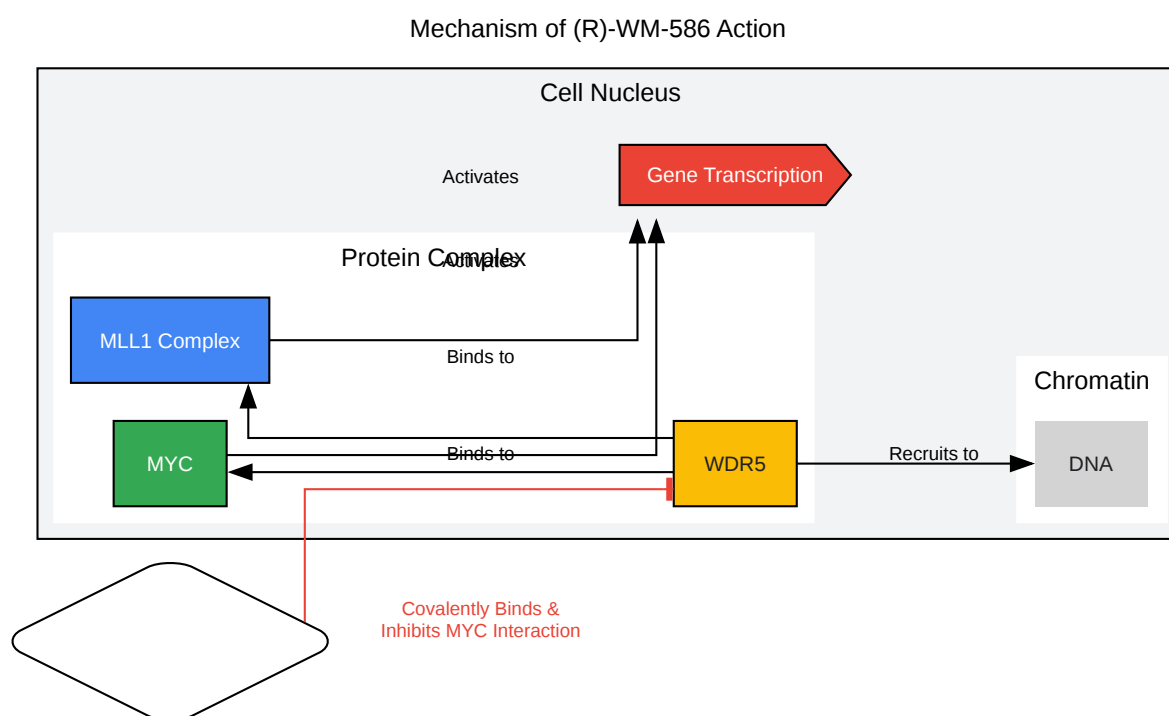 Mechanism of (R)-WM-586 Action
Cell Nucleus
Activates
Gene Transcription
Protein Complex
Activates
MLL1 Complex
Binds to
Chromatin
MYC
Binds to
WDR5
Recruits to
DNA
Covalently Binds &
Inhibits MYC Interaction